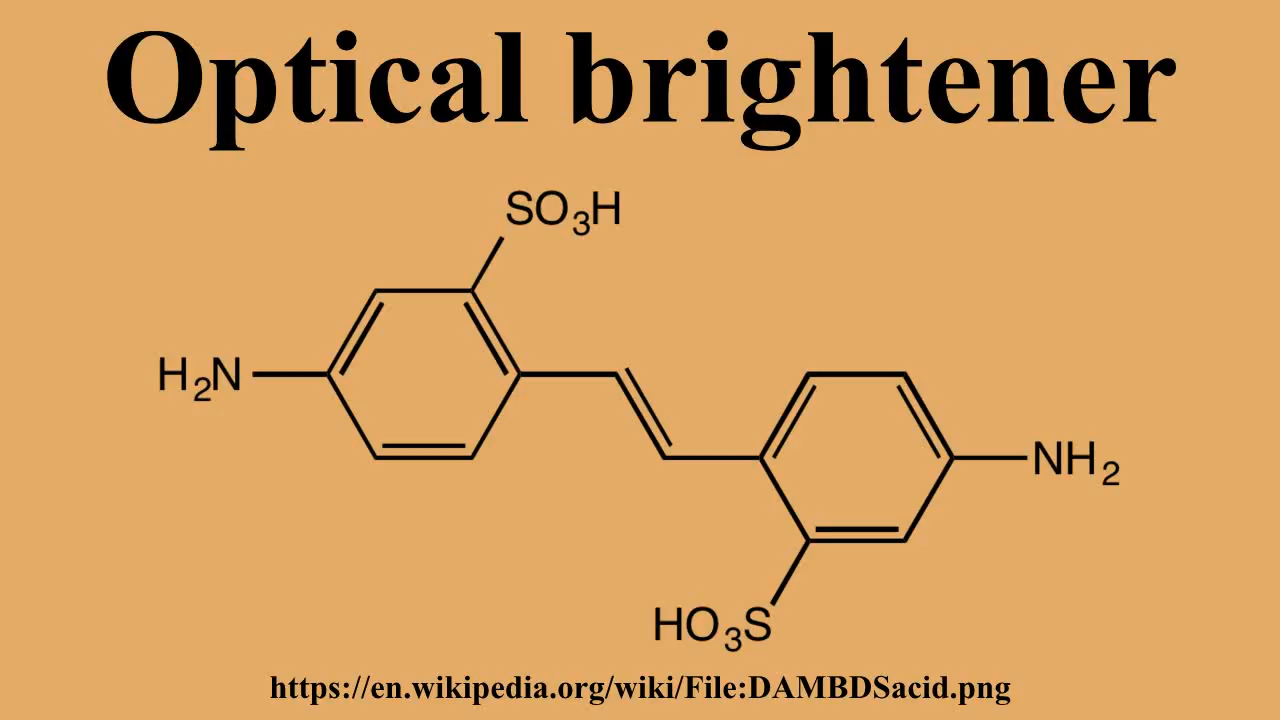 Optical brightener
SO3H
H2N
NH2
HO3S
https://en.wikipedia.org/wiki/File:DAMBDSacid.png